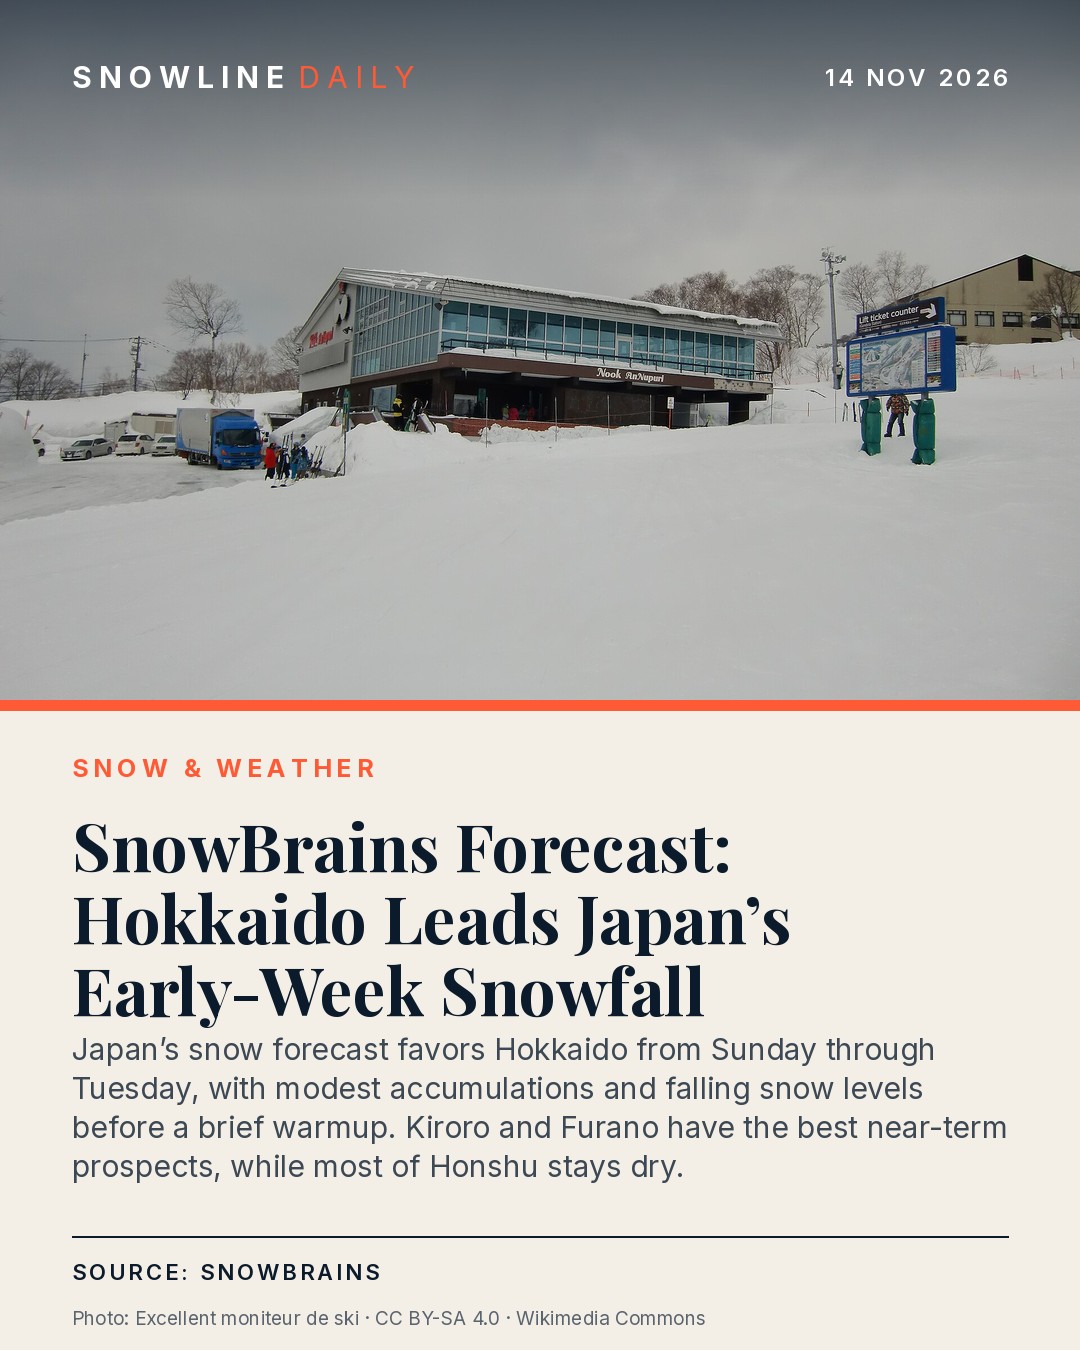 SNOWLINE DAILY
14 NOV 2026
Lift ticket counter
Nook AnNupuri
SNOW & WEATHER
SnowBrains Forecast:
Hokkaido Leads Japan’s
Early-Week Snowfall
Japan’s snow forecast favors Hokkaido from Sunday through
Tuesday, with modest accumulations and falling snow levels
before a brief warmup. Kiroro and Furano have the best near-term
prospects, while most of Honshu stays dry.
SOURCE: SNOWBRAINS
Photo: Excellent moniteur de ski · CC BY-SA 4.0 · Wikimedia Commons